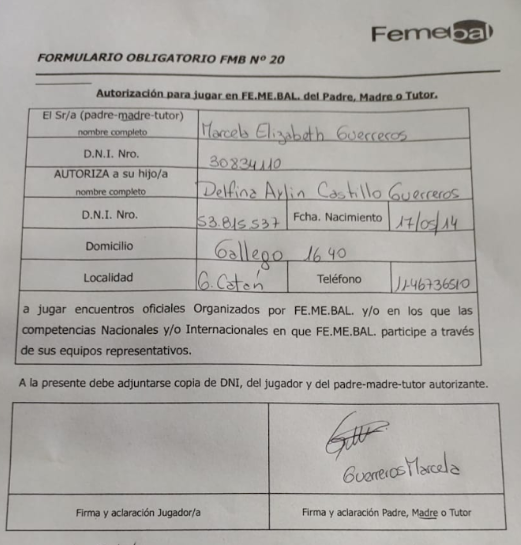 Femebal
FORMULARIO OBLIGATORIO FMB Nº 20
Autorización para jugar en FE.ME.BAL. del Padre, Madre o Tutor.
El Sr/a (padre-madre-tutor)
nombre completo
Marcela Elizabeth Guerreros
D.N.I. Nro.
30834110
AUTORIZA a su hijo/a
nombre completo
Delfina Aylin Castillo Guerreros
D.N.I. Nro. 53.815537 Fcha. Nacimiento 17/05/14
Domicilio Gallego 1640
Localidad G. Catán Teléfono 1146736510
a jugar encuentros oficiales Organizados por FE.ME.BAL. y/o en los que las
competencias Nacionales y/o Internacionales en que FE.ME.BAL. participe a través
de sus equipos representativos.
A la presente debe adjuntarse copia de DNI, del jugador y del padre-madre-tutor autorizante.
Guerreros Marcela
Firma y aclaración Jugador/a Firma y aclaración Padre, Madre o Tutor